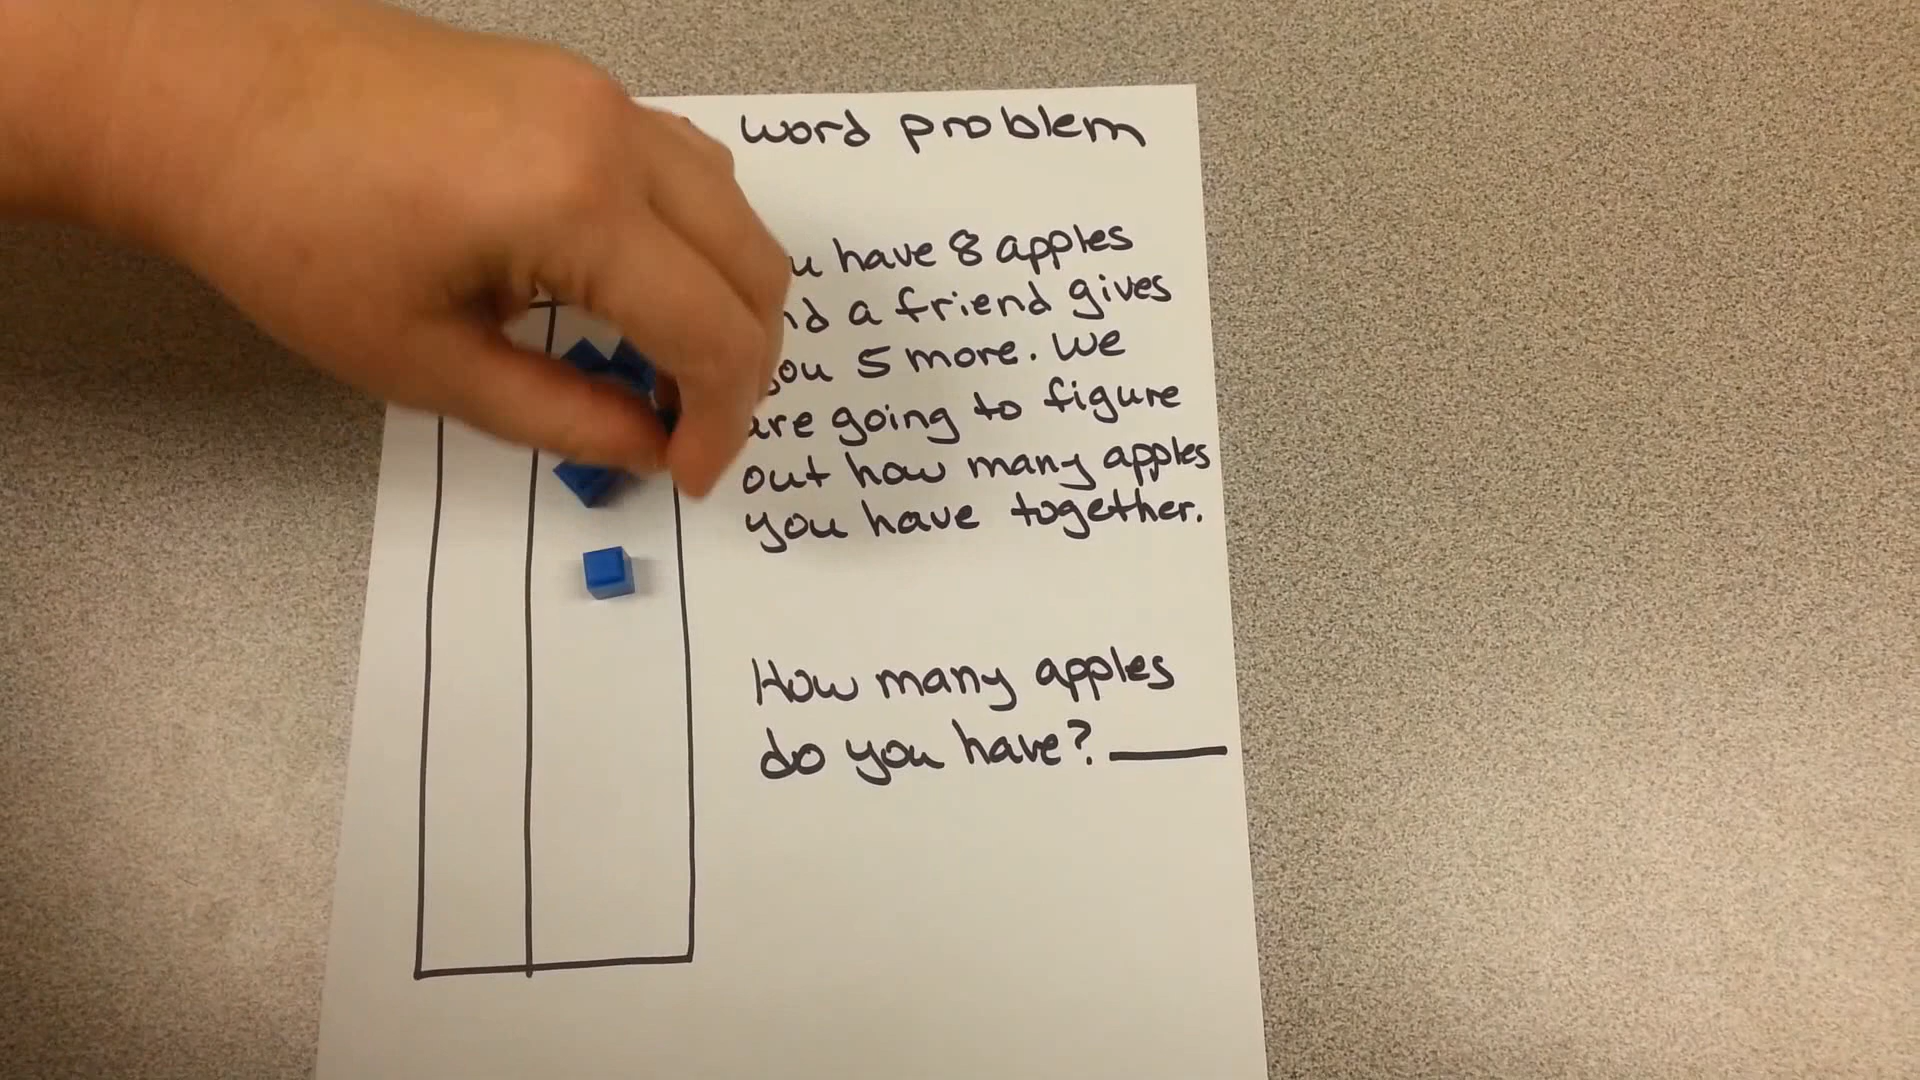 word problem
have 8 apples
a friend gives
5 more. We
going to figure
out how many apples
you have together.
How many apples
do you have?